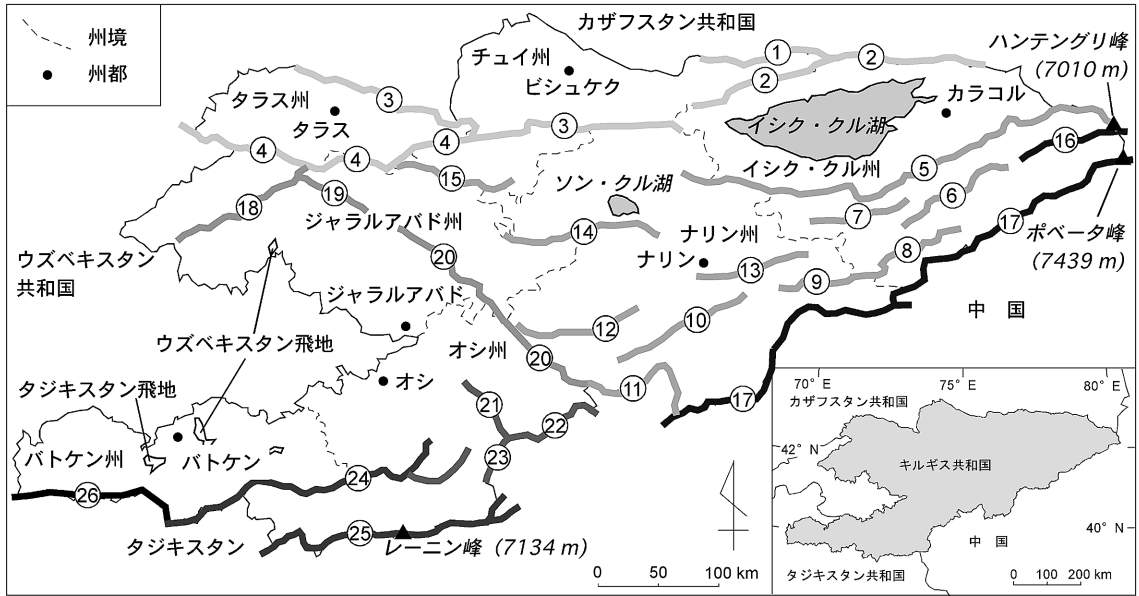 州境
州都
カザフスタン共和国
ハンテングリ峰
(7010 m)
チュイ州
ビシュケク
タラス州
タラス
カラコル
イシク・クル湖
イシク・クル州
ソン・クル湖
ジャラルアバド州
ナリン州
ナリン
ポベータ峰
(7439 m)
ウズベキスタン
共和国
ジャラルアバド
中 国
ウズベキスタン飛地
オシ州
オシ
タジキスタン飛地
バトケン州
バトケン
タジキスタン
レーニン峰 (7134 m)
① ② ② ③ ③ ④ ④ ④ ⑤ ⑥ ⑦ ⑧ ⑨ ⑩ ⑪ ⑫ ⑬ ⑭ ⑮ ⑯ ⑰ ⑰ ⑱ ⑲ ⑳ ⑳ ㉑ ㉒ ㉓ ㉔ ㉕ ㉖
0 50 100 km
70° E 75° E 80° E
カザフスタン共和国
42° N
キルギス共和国
40° N
中 国
タジキスタン共和国
0 100 200 km